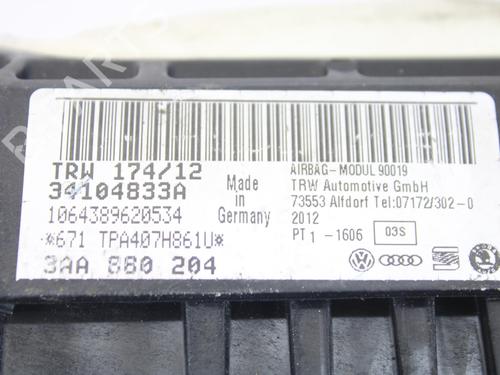 TRW 174/12
34104833A
1064389620534
*671 TPA407H861U*
3AA 880 204
Made
in
Germany
AIRBAG-MODUL 90019
TRW Automotive GmbH
73553 Alfdorf Tel:07172/302-0
2012
PT1 -1606 03S
B PARTS